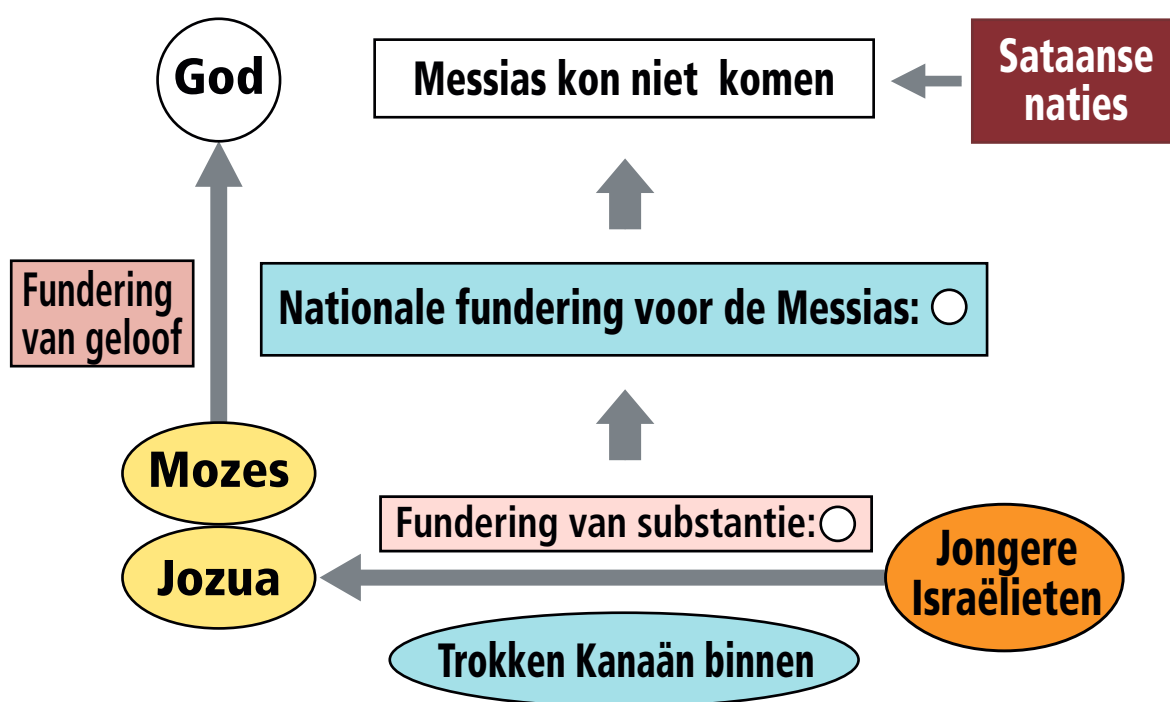 God
Messias kon niet komen
Sataanse
naties
Fundering
van geloof
Nationale fundering voor de Messias:
Mozes
Fundering van substantie:
Jozua
Jongere
Israëlieten
Trokken Kanaän binnen